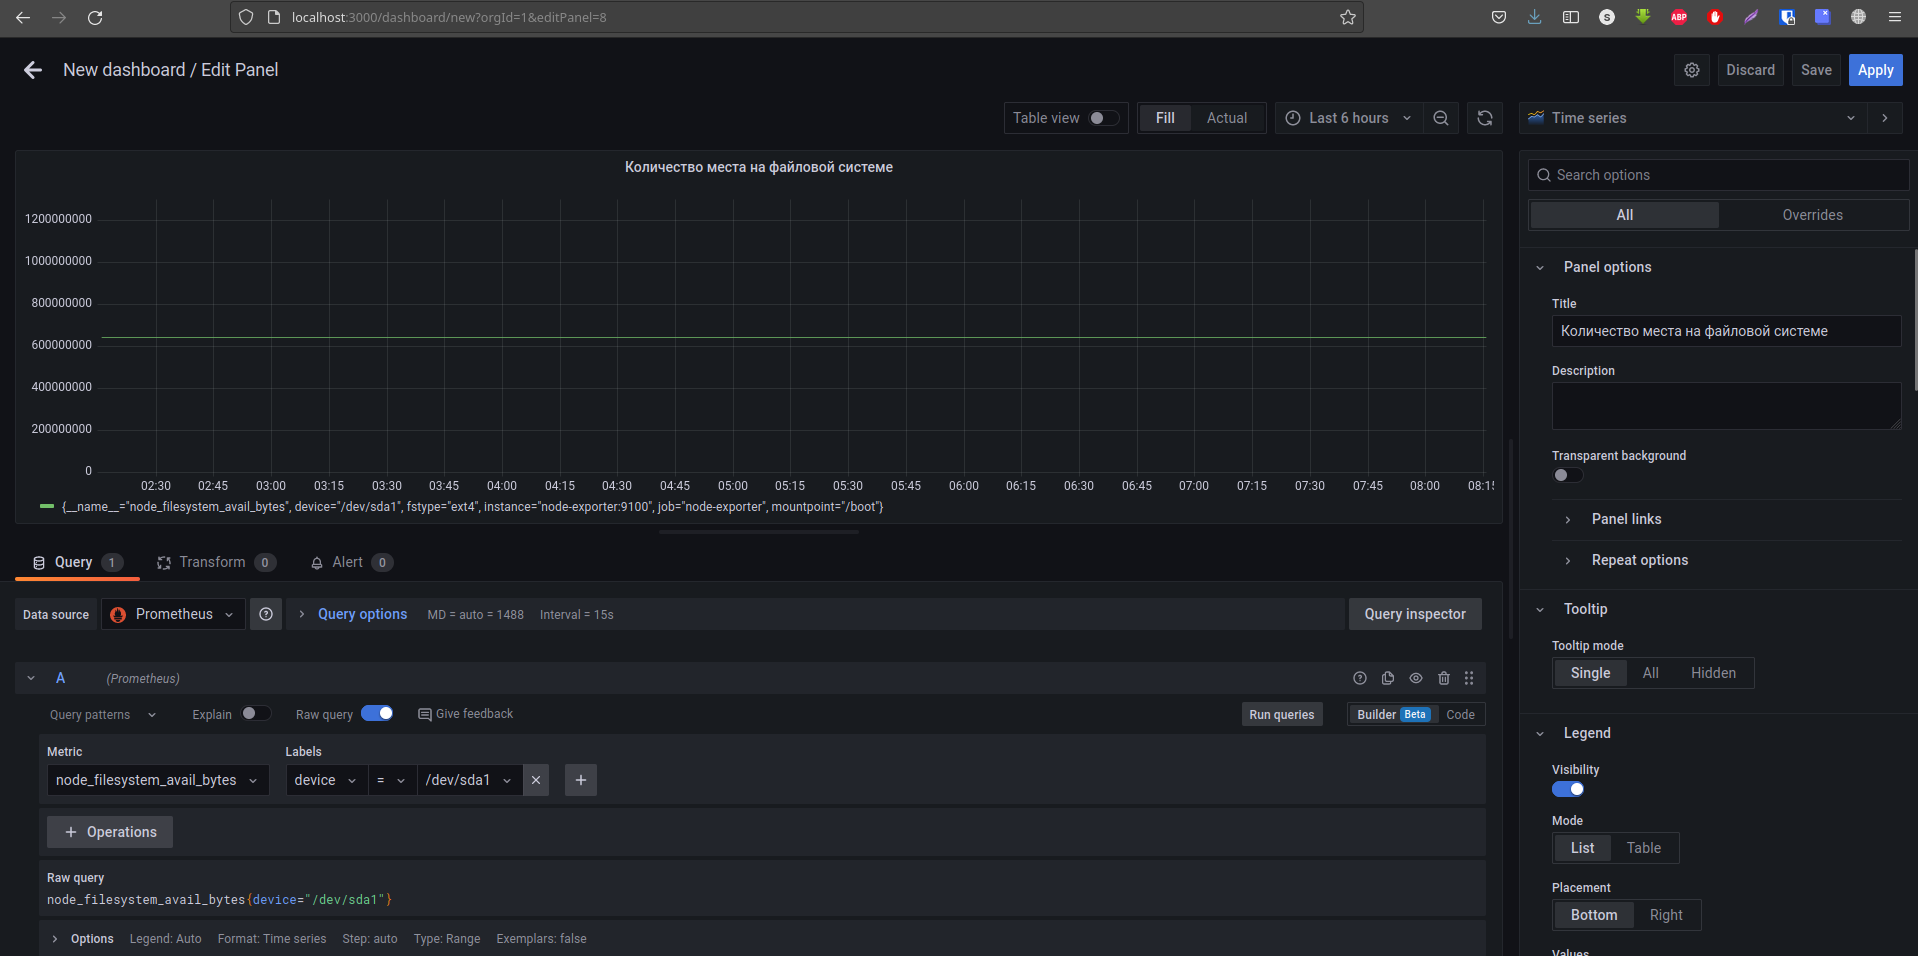 localhost:3000/dashboard/new?orgId=1&editPanel=8
S
ABP
New dashboard / Edit Panel
Discard
Save
Apply
Table view
Fill
Actual
Last 6 hours
Time series
Количество места на файловой системе
1200000000
1000000000
800000000
600000000
400000000
200000000
0
02:30 02:45 03:00 03:15 03:30 03:45 04:00 04:15 04:30 04:45 05:00 05:15 05:30 05:45 06:00 06:15 06:30 06:45 07:00 07:15 07:30 07:45 08:00 08:15
{__name__="node_filesystem_avail_bytes", device="/dev/sda1", fstype="ext4", instance="node-exporter:9100", job="node-exporter", mountpoint="/boot"}
Query 1
Transform 0
Alert 0
Data source
Prometheus
Query options
MD = auto = 1488
Interval = 15s
Query inspector
A
(Prometheus)
Query patterns
Explain
Raw query
Give feedback
Run queries
Builder Beta
Code
Metric
Labels
node_filesystem_avail_bytes
device
=
/dev/sda1
+
+ Operations
Raw query
node_filesystem_avail_bytes{device="/dev/sda1"}
Options
Legend: Auto
Format: Time series
Step: auto
Type: Range
Exemplars: false
Search options
All
Overrides
Panel options
Title
Количество места на файловой системе
Description
Transparent background
Panel links
Repeat options
Tooltip
Tooltip mode
Single
All
Hidden
Legend
Visibility
Mode
List
Table
Placement
Bottom
Right
Values